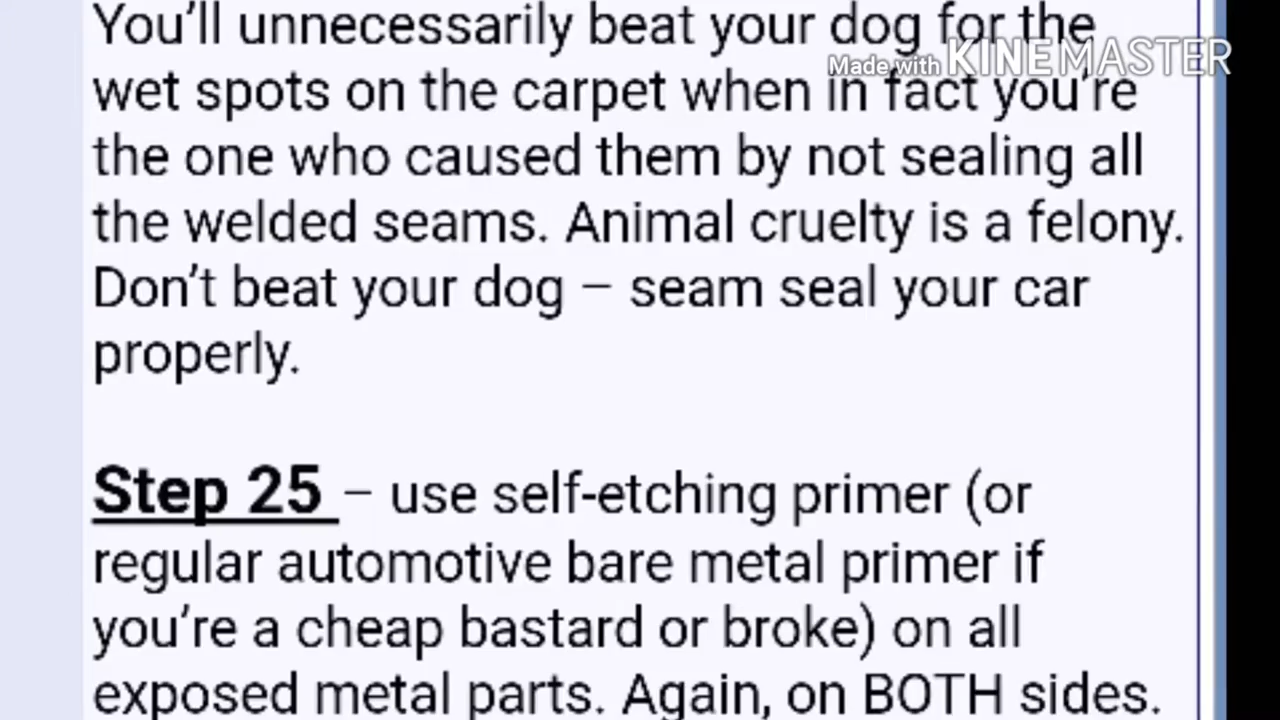 You'll unnecessarily beat your dog for the
Made with KINEMASTER
wet spots on the carpet when in fact you're
the one who caused them by not sealing all
the welded seams. Animal cruelty is a felony.
Don't beat your dog – seam seal your car
properly.
Step 25 – use self-etching primer (or
regular automotive bare metal primer if
you're a cheap bastard or broke) on all
exposed metal parts. Again, on BOTH sides.